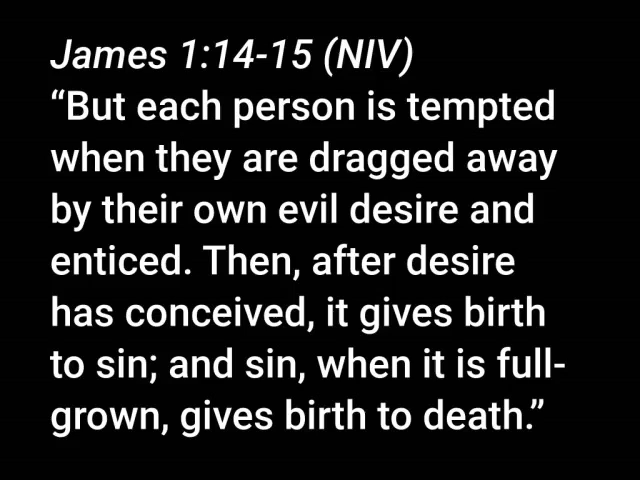 James 1:14-15 (NIV)
“But each person is tempted
when they are dragged away
by their own evil desire and
enticed. Then, after desire
has conceived, it gives birth
to sin; and sin, when it is full-
grown, gives birth to death.”